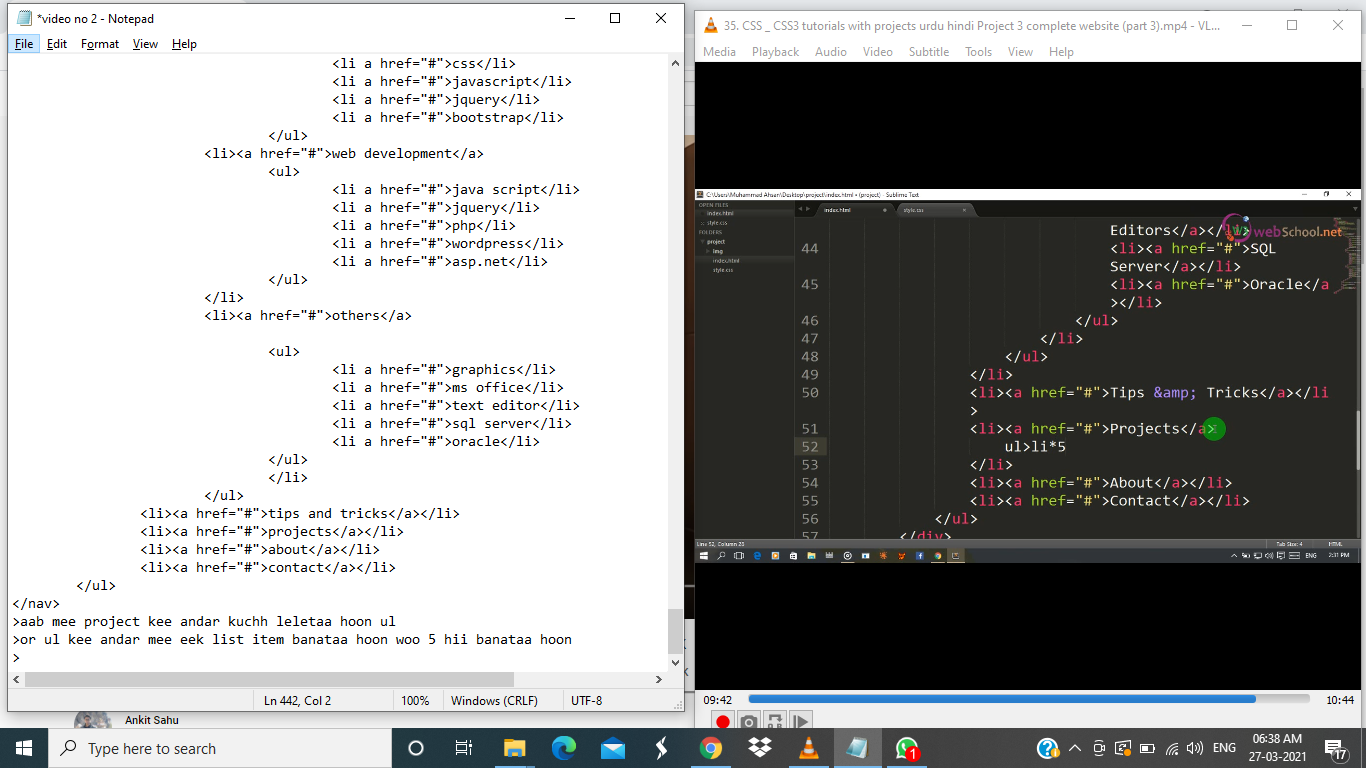 *video no 2 - Notepad
File Edit Format View Help
<li a href="#">css</li>
<li a href="#">javascript</li>
<li a href="#">jquery</li>
<li a href="#">bootstrap</li>
</ul>
<li><a href="#">web development</a>
<ul>
<li a href="#">java script</li>
<li a href="#">jquery</li>
<li a href="#">php</li>
<li a href="#">wordpress</li>
<li a href="#">asp.net</li>
</ul>
</li>
<li><a href="#">others</a>
<ul>
<li a href="#">graphics</li>
<li a href="#">ms office</li>
<li a href="#">text editor</li>
<li a href="#">sql server</li>
<li a href="#">oracle</li>
</ul>
</li>
</ul>
<li><a href="#">tips and tricks</a></li>
<li><a href="#">projects</a></li>
<li><a href="#">about</a></li>
<li><a href="#">contact</a></li>
</ul>
</nav>
>aab mee project kee andar kuchh leletaa hoon ul
>or ul kee andar mee eek list item banataa hoon woo 5 hii banataa hoon
>
Ln 442, Col 2 100% Windows (CRLF) UTF-8
Ankit Sahu
35. CSS _ CSS3 tutorials with projects urdu hindi Project 3 complete website (part 3).mp4 - VL...
Media Playback Audio Video Subtitle Tools View Help
C:\Users\Muhammad Ahsan\Desktop\project\index.html • (project) - Sublime Text
OPEN FILES
index.html
style.css
FOLDERS
project
img
index.html
style.css
index.html style.css
webSchool.net
Editors</a></li>
44 <li><a href="#">SQL
Server</a></li>
45 <li><a href="#">Oracle</a
></li>
46 </ul>
47 </li>
48 </ul>
49 </li>
50 <li><a href="#">Tips &amp; Tricks</a></li
>
51 <li><a href="#">Projects</a>
52 ul>li*5
53 </li>
54 <li><a href="#">About</a></li>
55 <li><a href="#">Contact</a></li>
56 </ul>
57 </div>
Line 52, Column 28 Tab Size: 4 HTML
ENG 2:31 PM
09:42 10:44
Type here to search
1
ENG
06:38 AM
27-03-2021
17